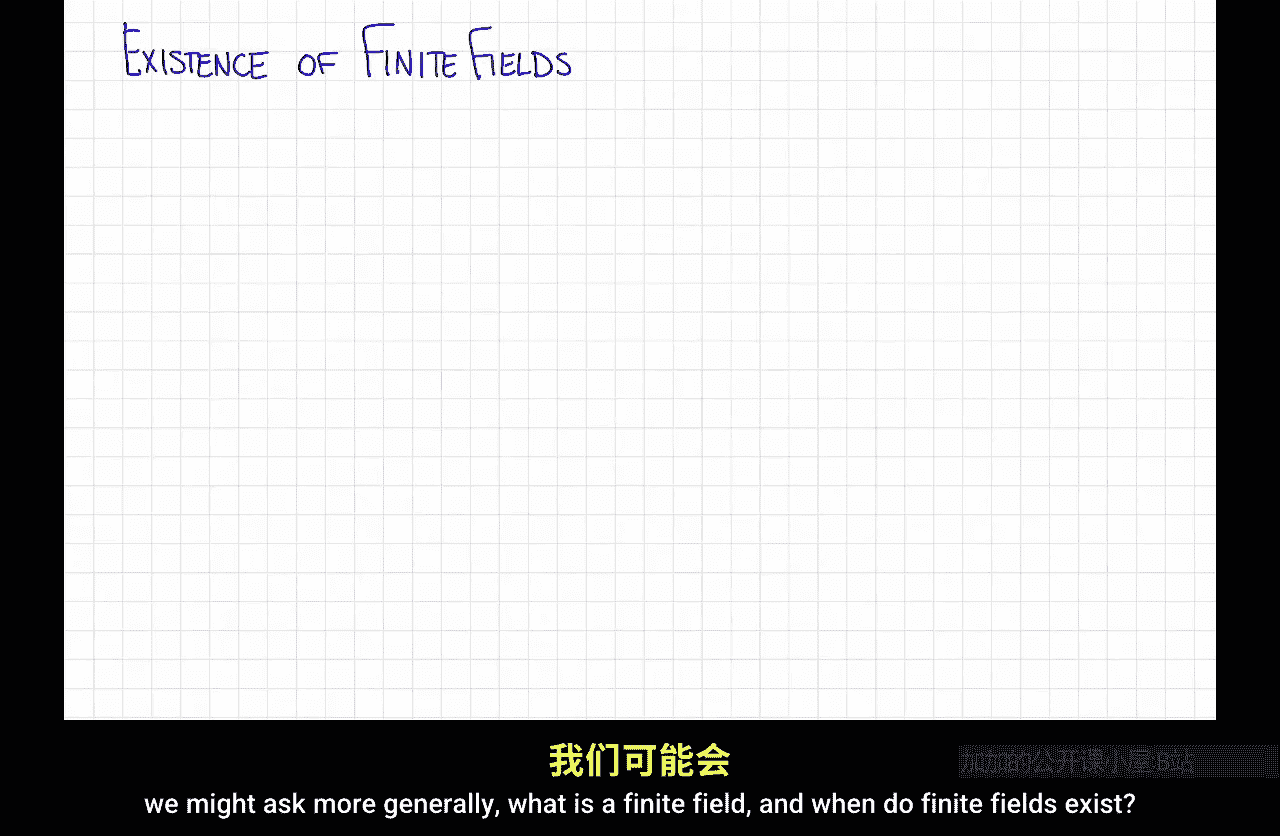 EXISTENCE OF FINITE FIELDS
我们可能会
we might ask more generally, what is a finite field, and when do finite fields exist?